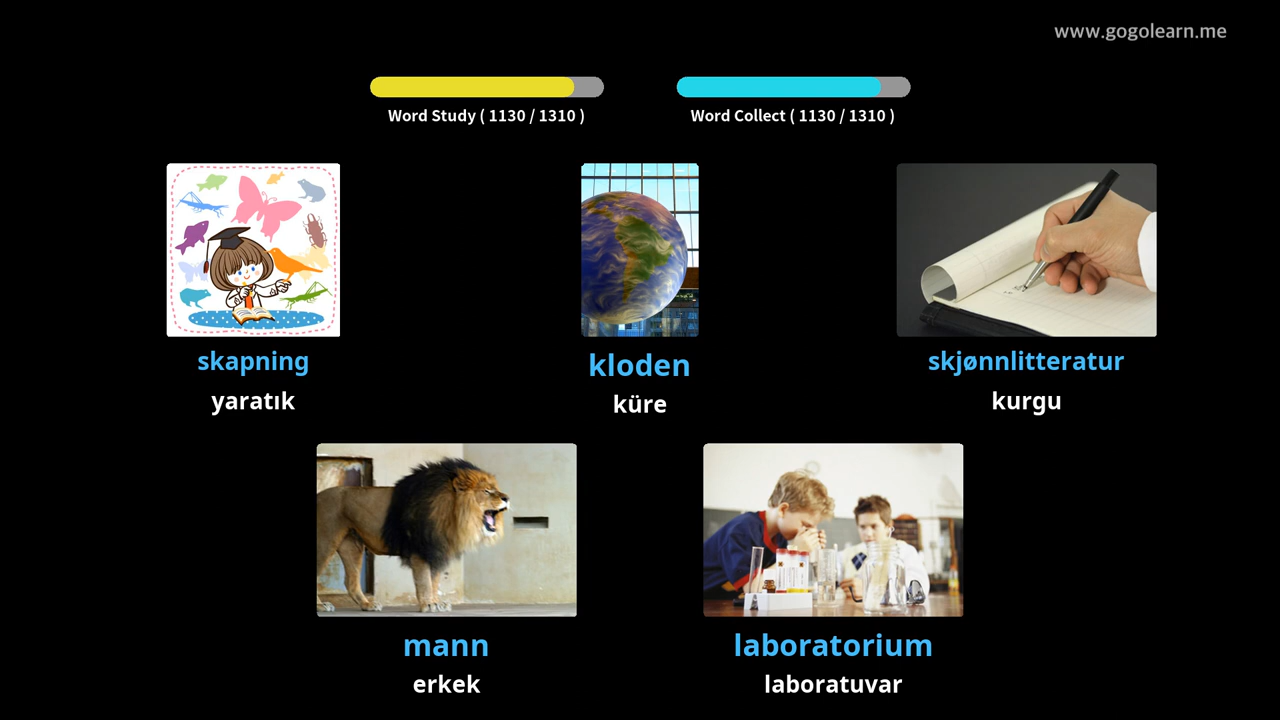 www.gogolearn.me
Word Study ( 1130 / 1310 )
Word Collect ( 1130 / 1310 )
skapning
yaratık
kloden
küre
skjønnlitteratur
kurgu
mann
erkek
laboratorium
laboratuvar